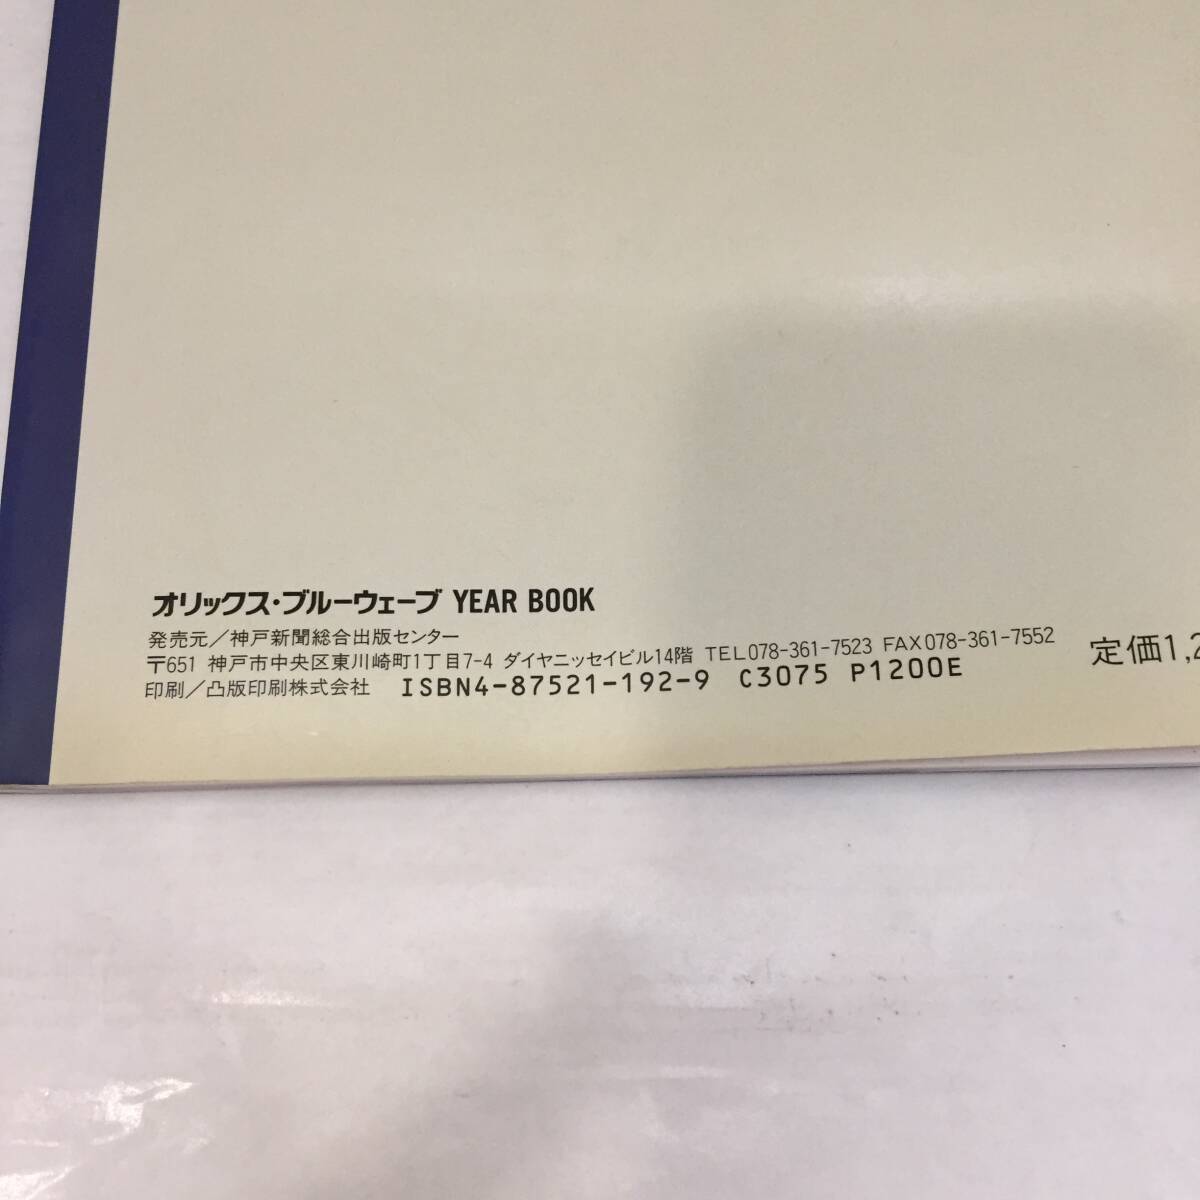 オリックス・ブルーウェーブ YEAR BOOK
発売元／神戸新聞総合出版センター
〒651 神戸市中央区東川崎町1丁目7-4 ダイヤニッセイビル14階 TEL078-361-7523 FAX078-361-7552
印刷／凸版印刷株式会社 ISBN4-87521-192-9 C3075 P1200E
定価1,2